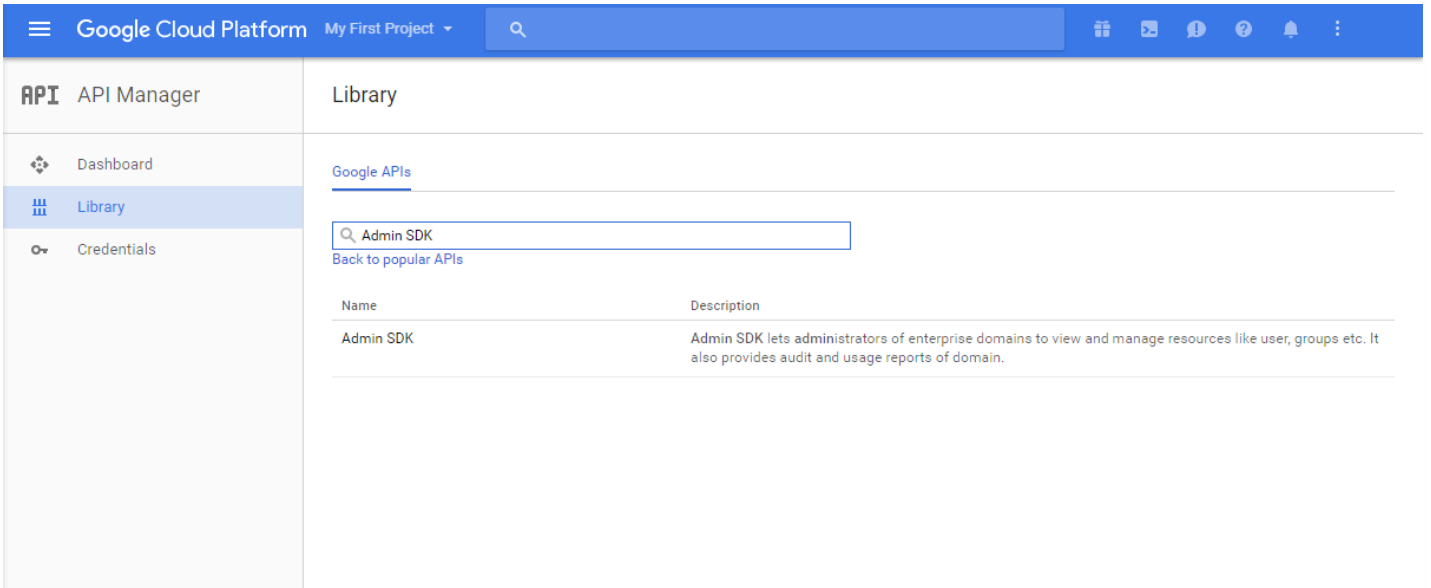 Google Cloud Platform My First Project
API API Manager
Library
Dashboard
Library
Credentials
Google APIs
Admin SDK
Back to popular APIs
Name Description
Admin SDK Admin SDK lets administrators of enterprise domains to view and manage resources like user, groups etc. It
also provides audit and usage reports of domain.